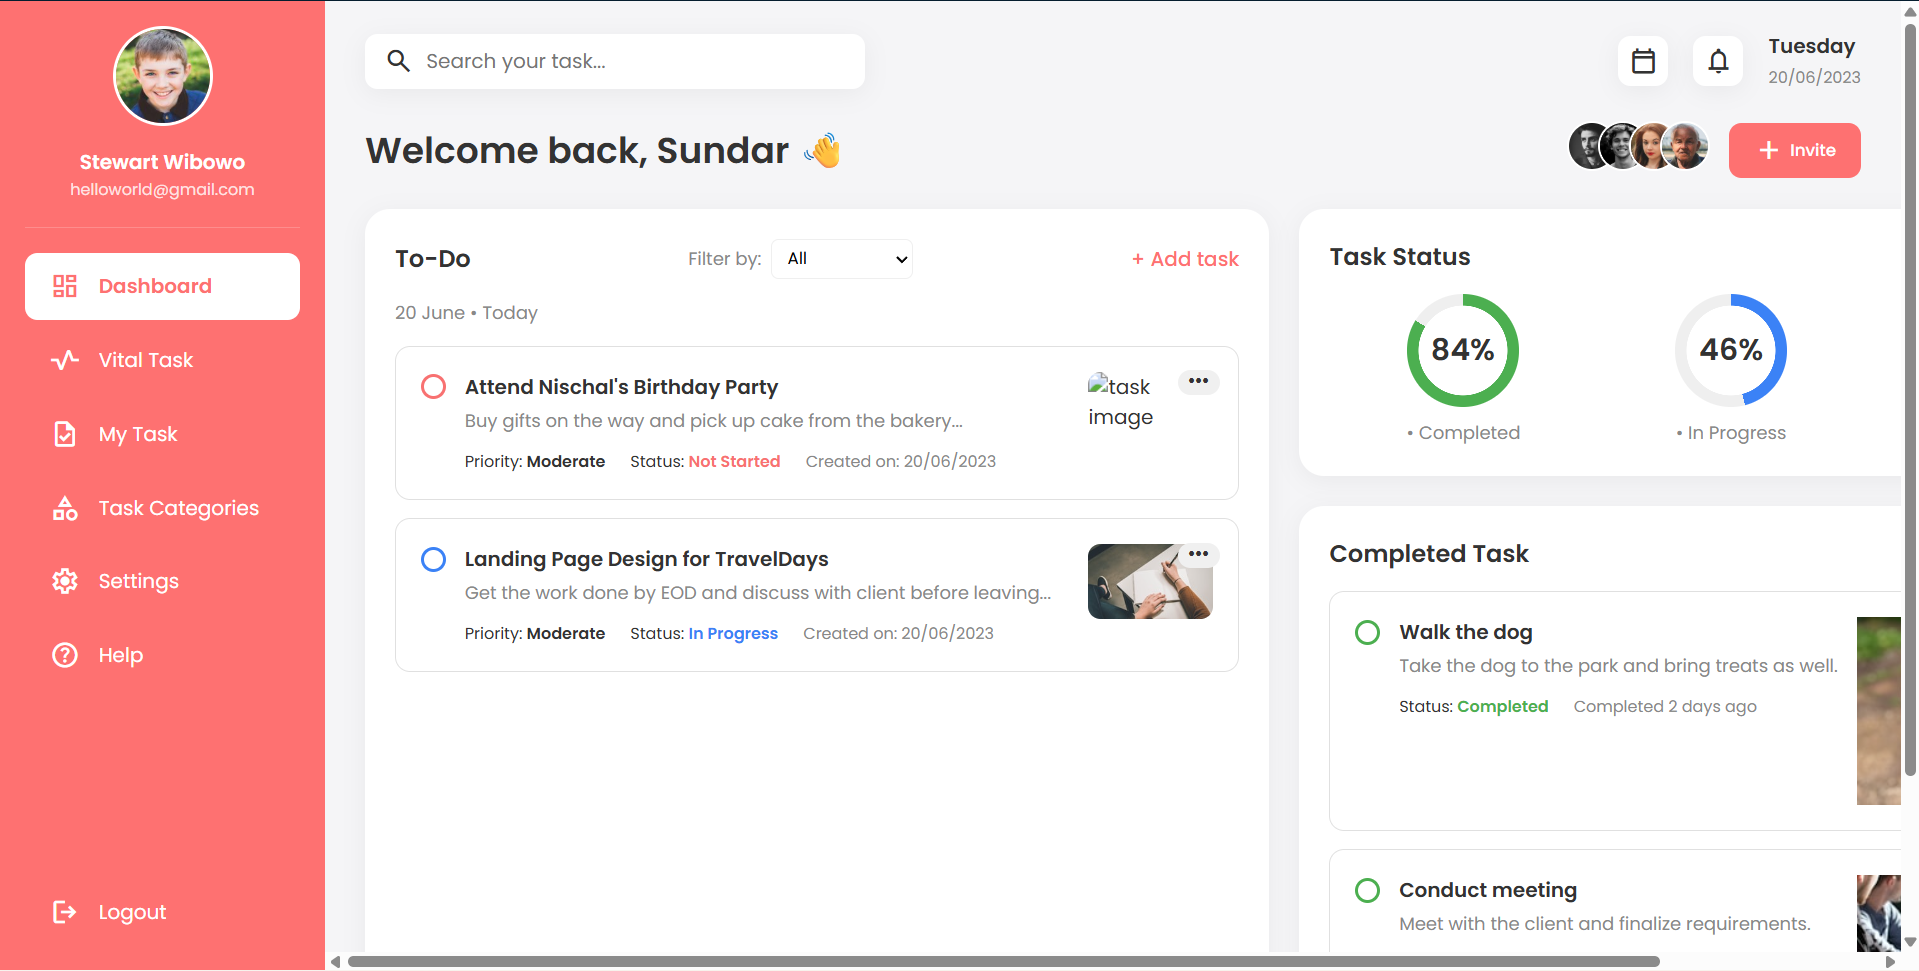 Stewart Wibowo
helloworld@gmail.com
Dashboard
Vital Task
My Task
Task Categories
Settings
Help
Logout
Search your task...
Tuesday
20/06/2023
Welcome back, Sundar 👋
+ Invite
To-Do
Filter by: All
+ Add task
20 June • Today
Attend Nischal's Birthday Party
Buy gifts on the way and pick up cake from the bakery...
Priority: Moderate Status: Not Started Created on: 20/06/2023
task
image
•••
Landing Page Design for TravelDays
Get the work done by EOD and discuss with client before leaving...
Priority: Moderate Status: In Progress Created on: 20/06/2023
•••
Task Status
84%
• Completed
46%
• In Progress
Completed Task
Walk the dog
Take the dog to the park and bring treats as well.
Status: Completed Completed 2 days ago
Conduct meeting
Meet with the client and finalize requirements.